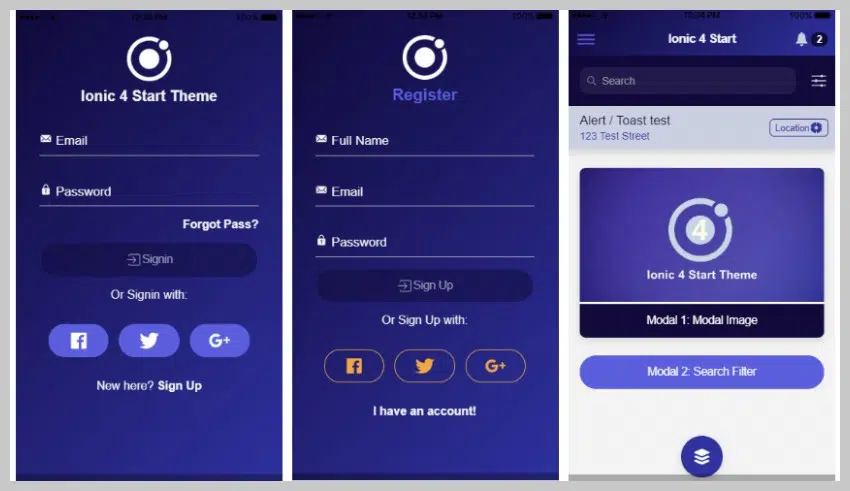 Ionic 4 Start Theme
Email
Password
Forgot Pass?
Signin
Or Signin with:
G+
New here? Sign Up
12:34 PM
100%
Register
Full Name
Email
Password
Sign Up
Or Sign Up with:
G+
I have an account!
100%
Ionic 4 Start
2
Search
Alert / Toast test
123 Test Street
Location
4
Ionic 4 Start Theme
Modal 1: Modal Image
Modal 2: Search Filter